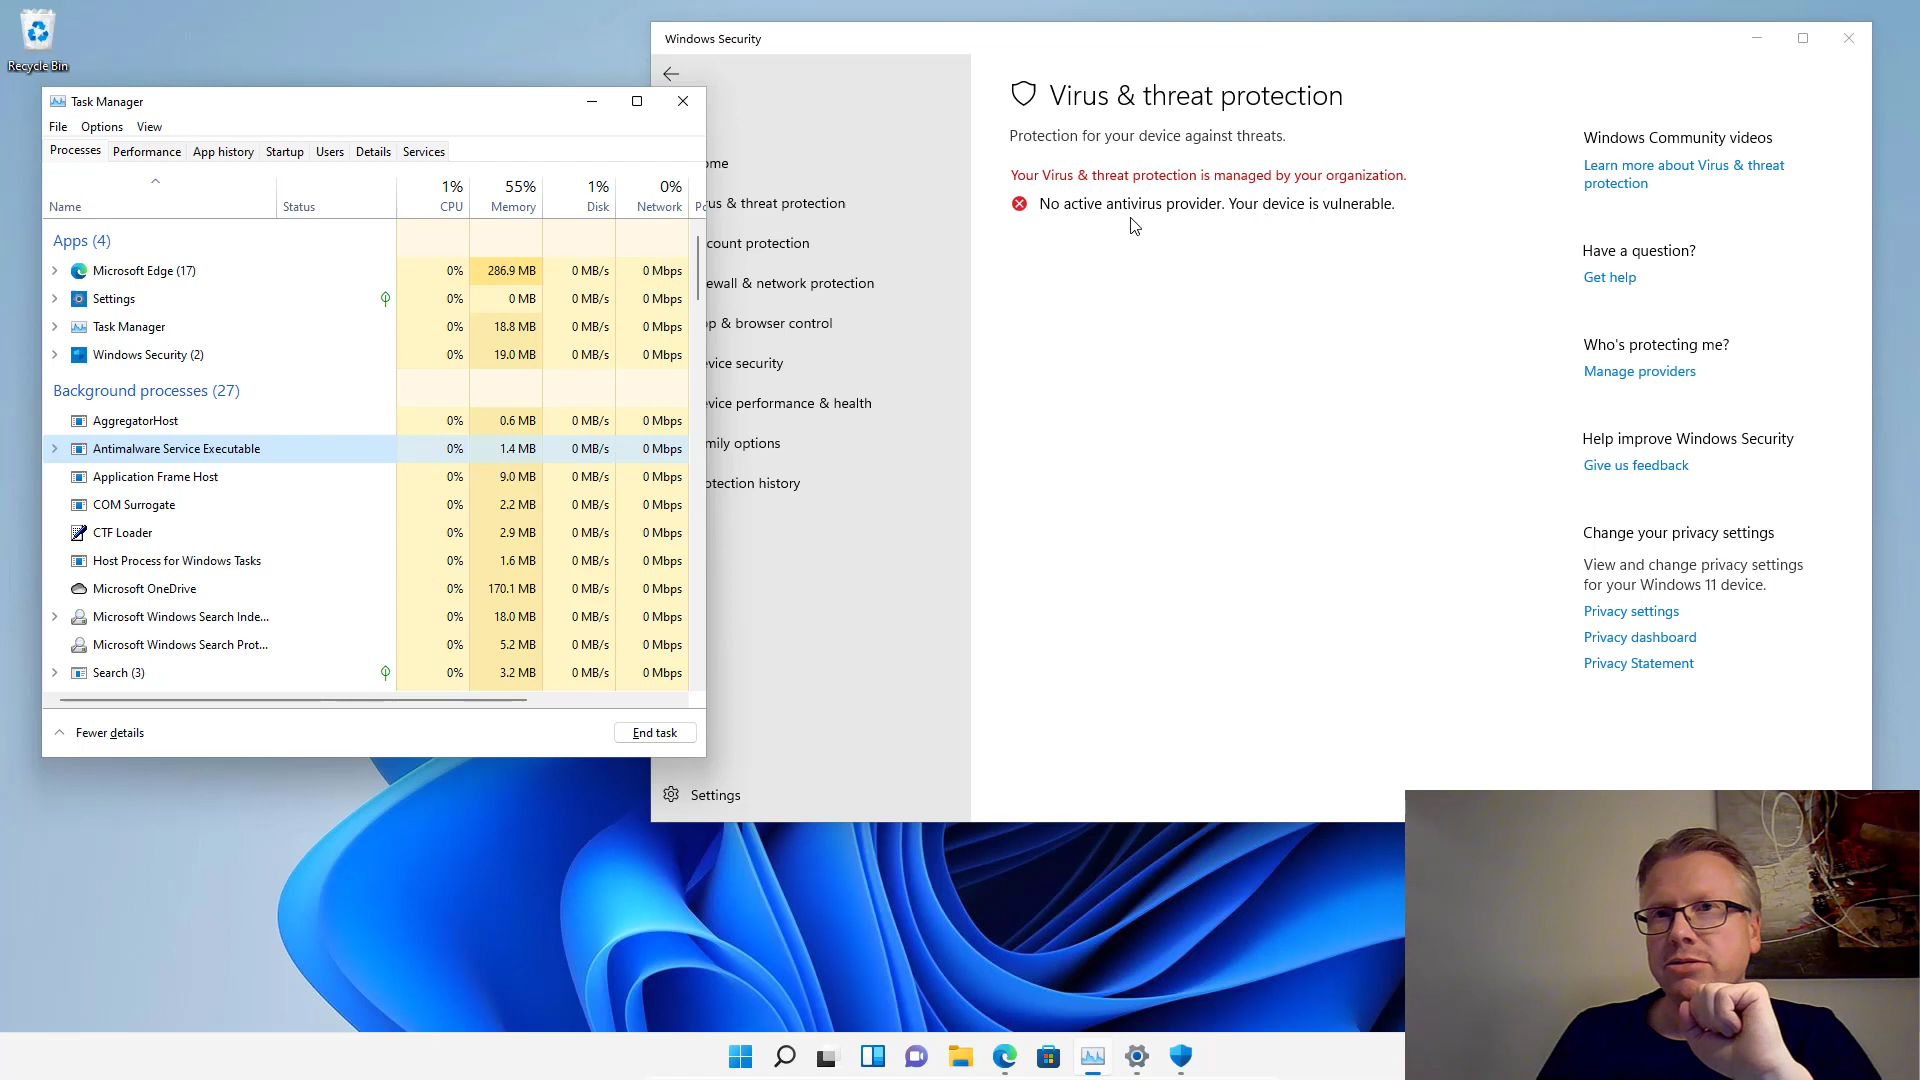 Recycle Bin
Task Manager
File Options View
Processes Performance App history Startup Users Details Services
1% 55% 1% 0%
Name Status CPU Memory Disk Network Po
Apps (4)
Microsoft Edge (17) 0% 286.9 MB 0 MB/s 0 Mbps
Settings 0% 0 MB 0 MB/s 0 Mbps
Task Manager 0% 18.8 MB 0 MB/s 0 Mbps
Windows Security (2) 0% 19.0 MB 0 MB/s 0 Mbps
Background processes (27)
AggregatorHost 0% 0.6 MB 0 MB/s 0 Mbps
Antimalware Service Executable 0% 1.4 MB 0 MB/s 0 Mbps
Application Frame Host 0% 9.0 MB 0 MB/s 0 Mbps
COM Surrogate 0% 2.2 MB 0 MB/s 0 Mbps
CTF Loader 0% 2.9 MB 0 MB/s 0 Mbps
Host Process for Windows Tasks 0% 1.6 MB 0 MB/s 0 Mbps
Microsoft OneDrive 0% 170.1 MB 0 MB/s 0 Mbps
Microsoft Windows Search Inde... 0% 18.0 MB 0 MB/s 0 Mbps
Microsoft Windows Search Prot... 0% 5.2 MB 0 MB/s 0 Mbps
Search (3) 0% 3.2 MB 0 MB/s 0 Mbps
Fewer details
End task
Windows Security
ome
us & threat protection
count protection
ewall & network protection
p & browser control
vice security
evice performance & health
mily options
otection history
Settings
Virus & threat protection
Protection for your device against threats.
Your Virus & threat protection is managed by your organization.
No active antivirus provider. Your device is vulnerable.
Windows Community videos
Learn more about Virus & threat
protection
Have a question?
Get help
Who's protecting me?
Manage providers
Help improve Windows Security
Give us feedback
Change your privacy settings
View and change privacy settings
for your Windows 11 device.
Privacy settings
Privacy dashboard
Privacy Statement